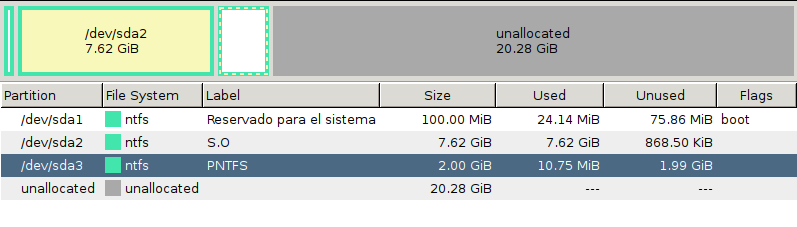 /dev/sda2 unallocated
7.62 GiB 20.28 GiB
Partition File System Label Size Used Unused Flags
/dev/sda1 ntfs Reservado para el sistema 100.00 MiB 24.14 MiB 75.86 MiB boot
/dev/sda2 ntfs S.O 7.62 GiB 7.62 GiB 868.50 KiB
/dev/sda3 ntfs PNTFS 2.00 GiB 10.75 MiB 1.99 GiB
unallocated unallocated 20.28 GiB --- ---